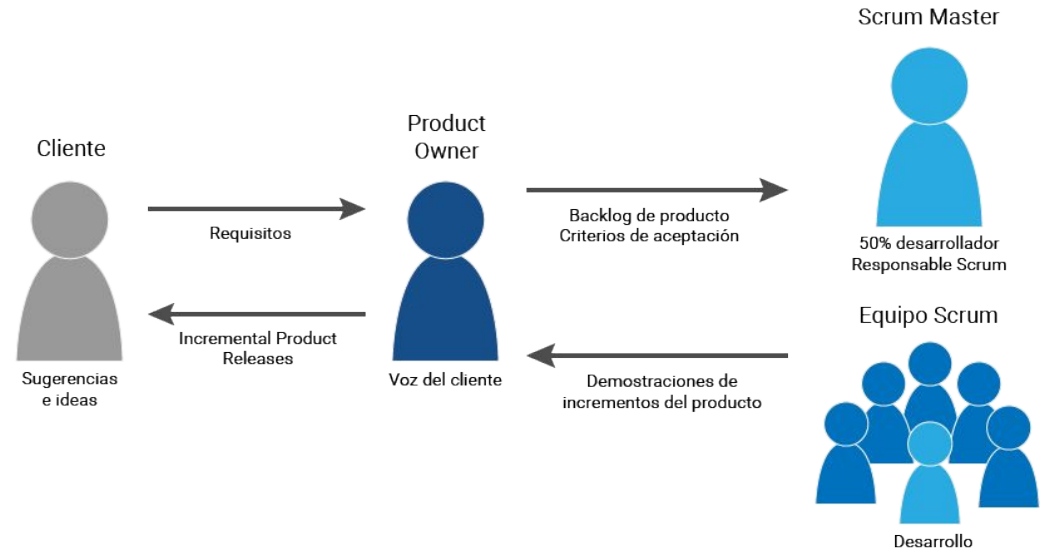 Cliente
Sugerencias
e ideas
Requisitos
Incremental Product
Releases
Product
Owner
Voz del cliente
Backlog de producto
Criterios de aceptación
Demostraciones de
incrementos del producto
Scrum Master
50% desarrollador
Responsable Scrum
Equipo Scrum
Desarrollo